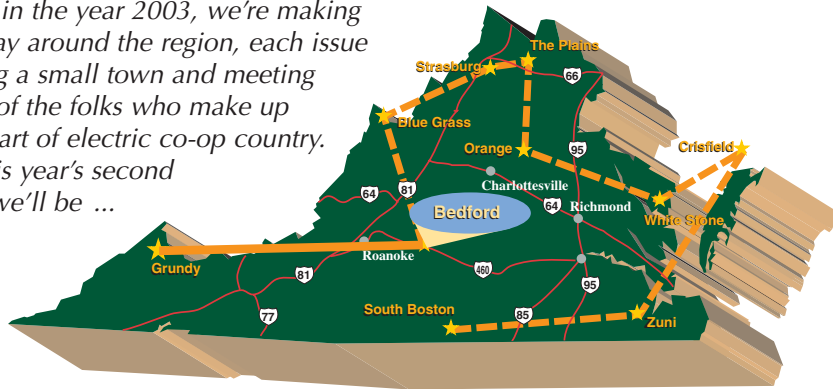 in the year 2003, we're making
around the region, each issue
a small town and meeting
of the folks who make up
of electric co-op country.
year's second
we'll be ...
The Plains
Strasburg
66
Blue Grass
Orange
95
Crisfield
Charlottesville
64
81
64
Richmond
Bedford
White Stone
Roanoke
Grundy
460
81
95
South Boston
85
77
Zuni